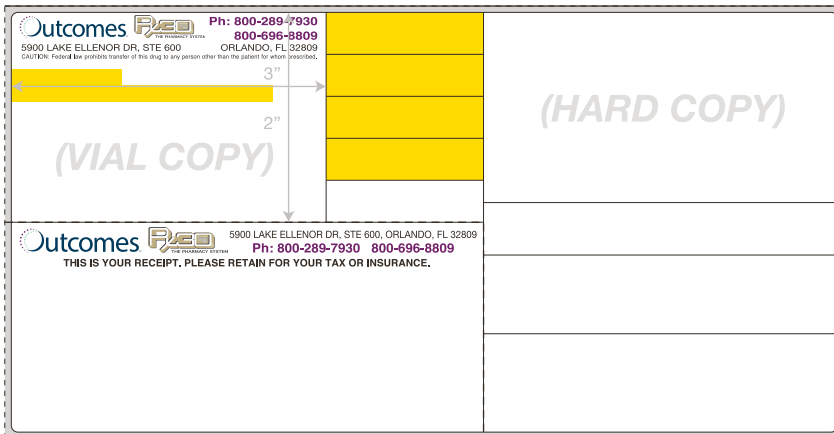 Outcomes Rx30 Ph: 800-289-7930
THE PHARMACY SYSTEM 800-696-8809
5900 LAKE ELLENOR DR, STE 600 ORLANDO, FL 32809
CAUTION: Federal law prohibits transfer of this drug to any person other than the patient for whom prescribed.
3”
2”
(VIAL COPY)
(HARD COPY)
Outcomes Rx30 5900 LAKE ELLENOR DR, STE 600, ORLANDO, FL 32809
THE PHARMACY SYSTEM Ph: 800-289-7930 800-696-8809
THIS IS YOUR RECEIPT. PLEASE RETAIN FOR YOUR TAX OR INSURANCE.